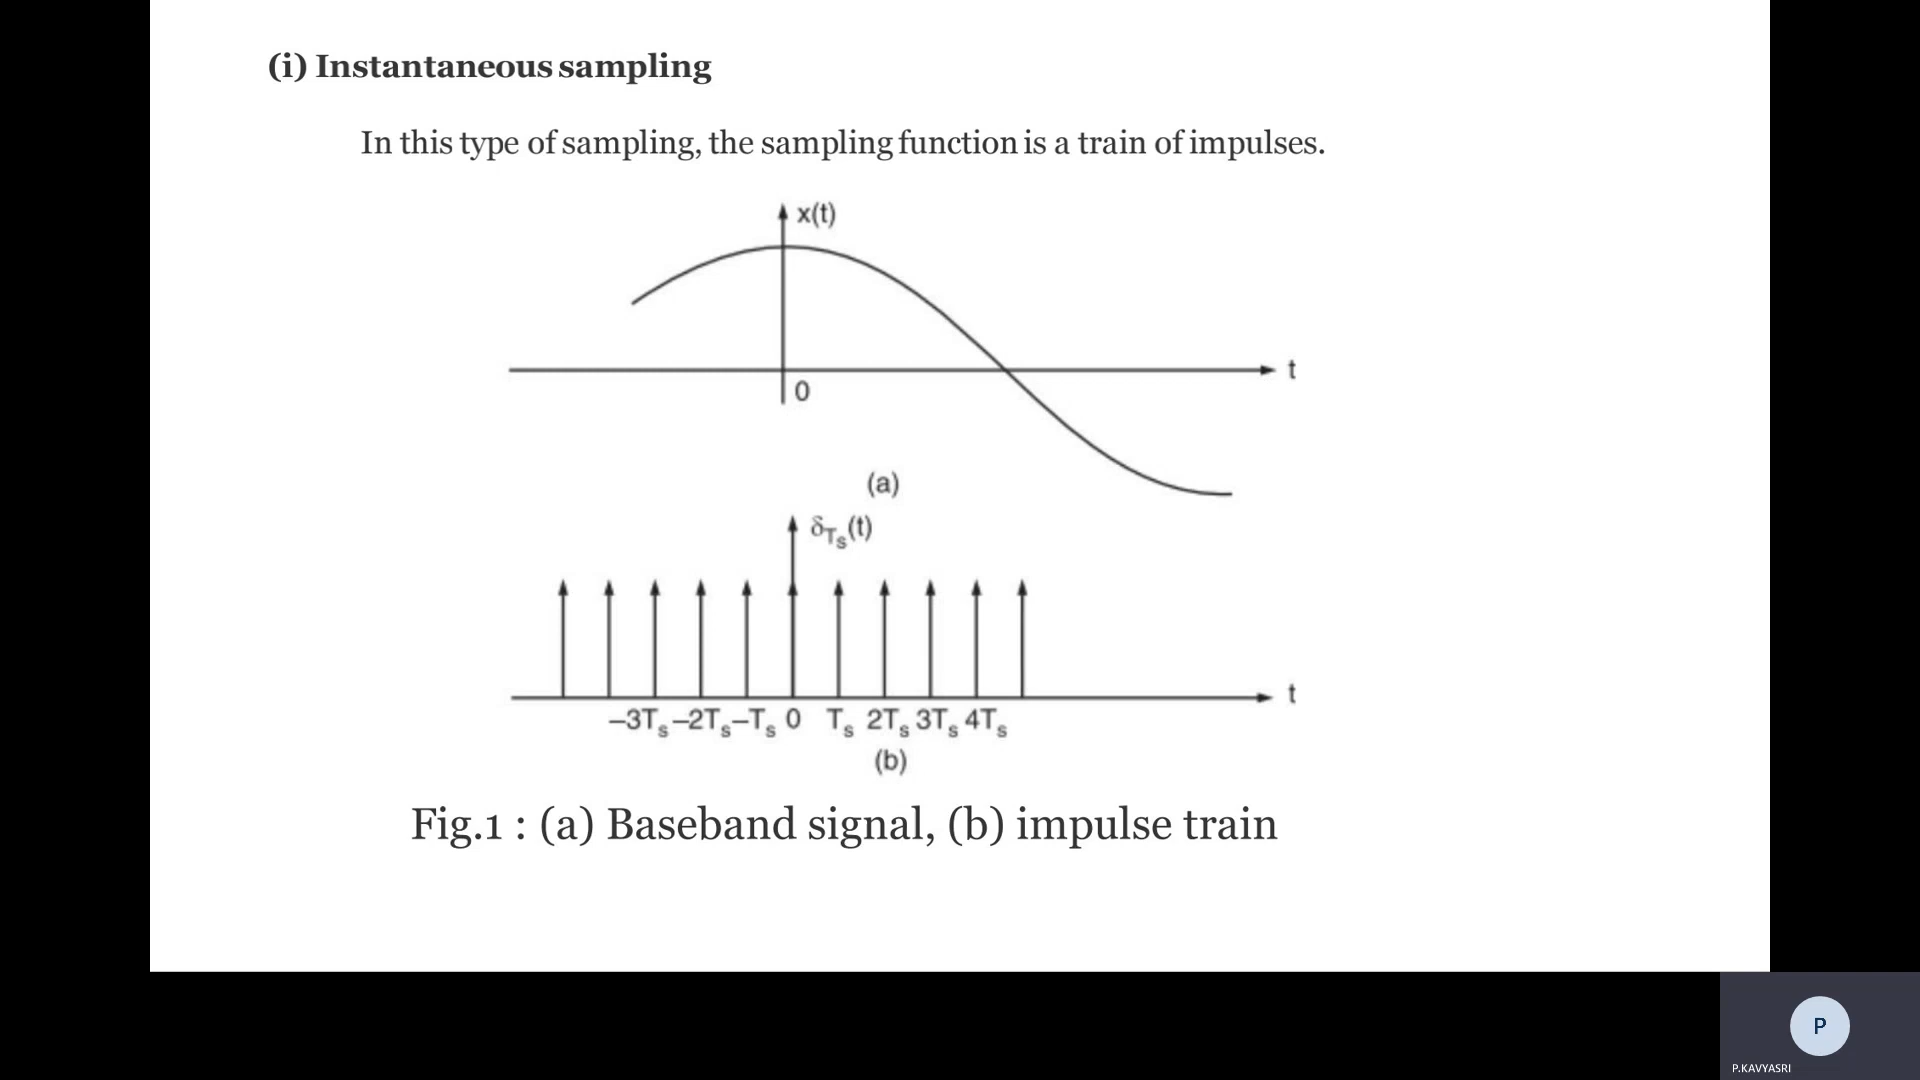 (i) Instantaneous sampling
In this type of sampling, the sampling function is a train of impulses.
x(t)
t
0
(a)
δTs(t)
t
–3Ts –2Ts –Ts 0 Ts 2Ts 3Ts 4Ts
(b)
Fig.1 : (a) Baseband signal, (b) impulse train
P
P.KAVYASRI